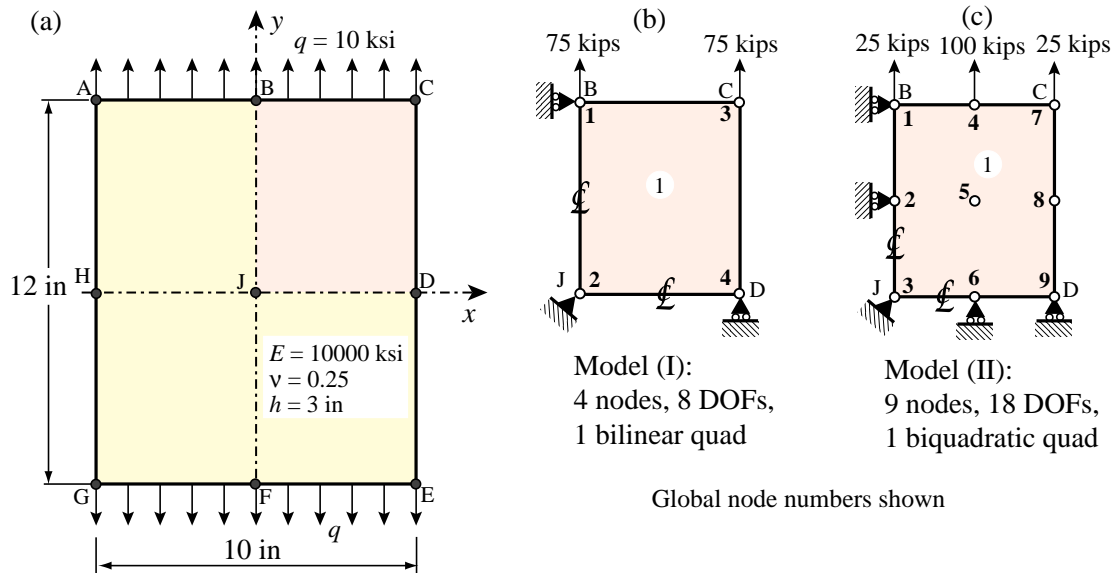 (a)
y
q = 10 ksi
A
B
C
12 in
H
J
D
x
E = 10000 ksi
ν = 0.25
h = 3 in
G
F
E
q
10 in
(b)
75 kips
75 kips
B
C
1
3
1
℄
J
2
℄
4
D
Model (I):
4 nodes, 8 DOFs,
1 bilinear quad
(c)
25 kips
100 kips
25 kips
B
C
1
4
7
1
2
5
8
℄
J
3
℄
6
9
D
Model (II):
9 nodes, 18 DOFs,
1 biquadratic quad
Global node numbers shown